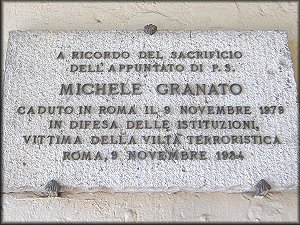 A RICORDO DEL SACRIFICIO
DELL'APPUNTATO DI P.S.
MICHELE GRANATO
CADUTO IN ROMA IL 9 NOVEMBRE 1979
IN DIFESA DELLE ISTITUZIONI,
VITTIMA DELLA VILTÀ TERRORISTICA
ROMA, 9 NOVEMBRE 1984